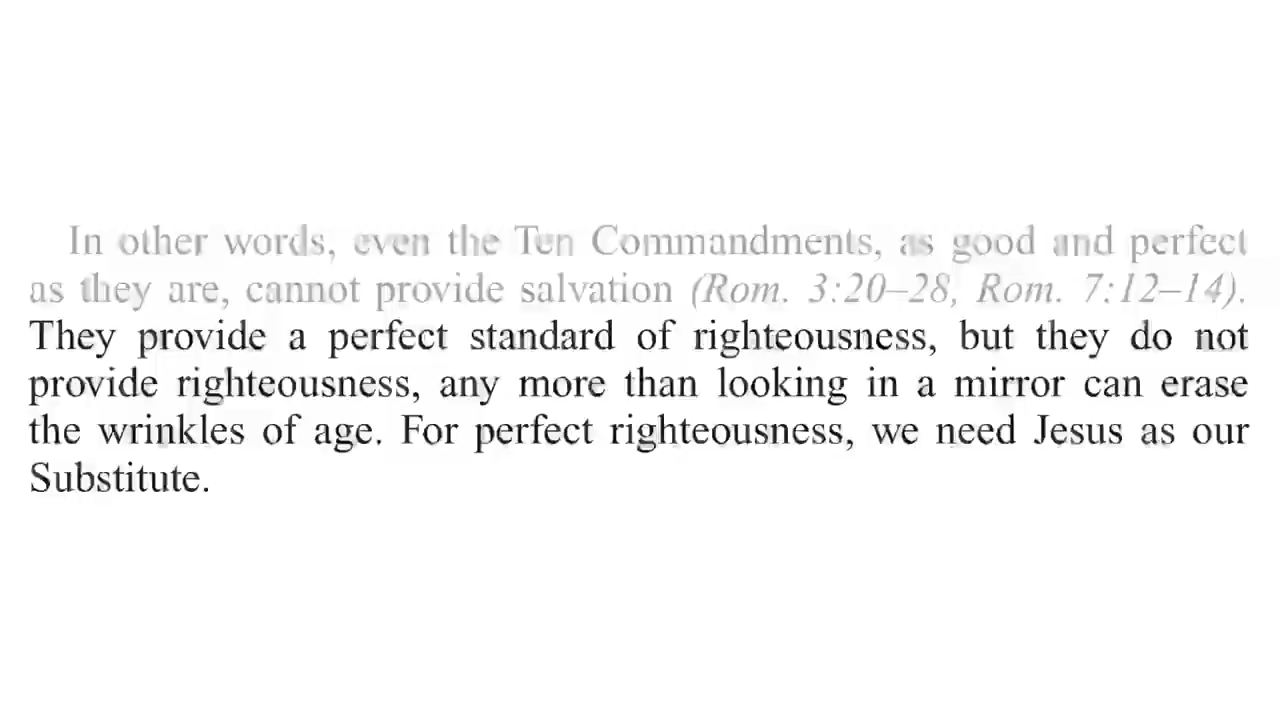 In other words, even the Ten Commandments, as good and perfect
as they are, cannot provide salvation (Rom. 3:20–28, Rom. 7:12–14).
They provide a perfect standard of righteousness, but they do not
provide righteousness, any more than looking in a mirror can erase
the wrinkles of age. For perfect righteousness, we need Jesus as our
Substitute.